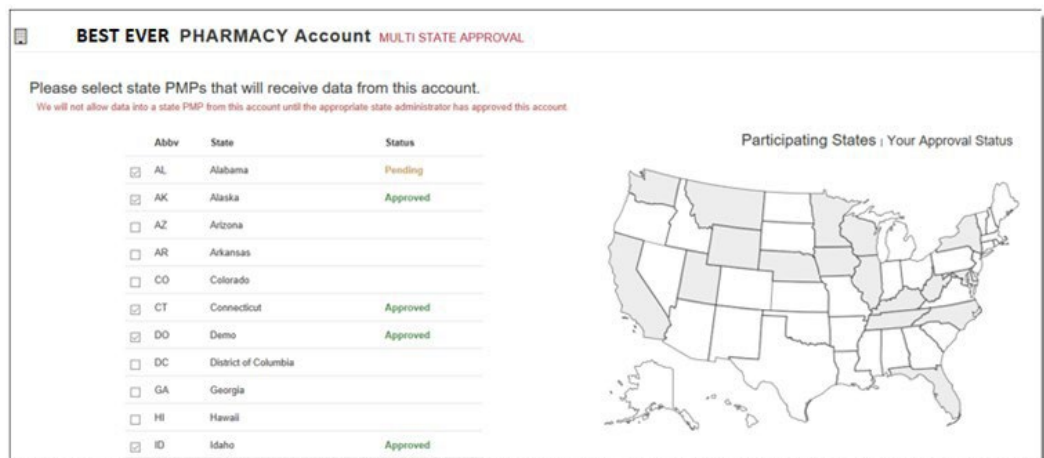 BEST EVER PHARMACY Account MULTI STATE APPROVAL
Please select state PMPs that will receive data from this account.
We will not allow data into a state PMP from this account until the appropriate state administrator has approved this account.
Abbv State Status
AL Alabama Pending
AK Alaska Approved
AZ Arizona
AR Arkansas
CO Colorado
CT Connecticut Approved
DO Demo Approved
DC District of Columbia
GA Georgia
HI Hawaii
ID Idaho Approved
Participating States | Your Approval Status